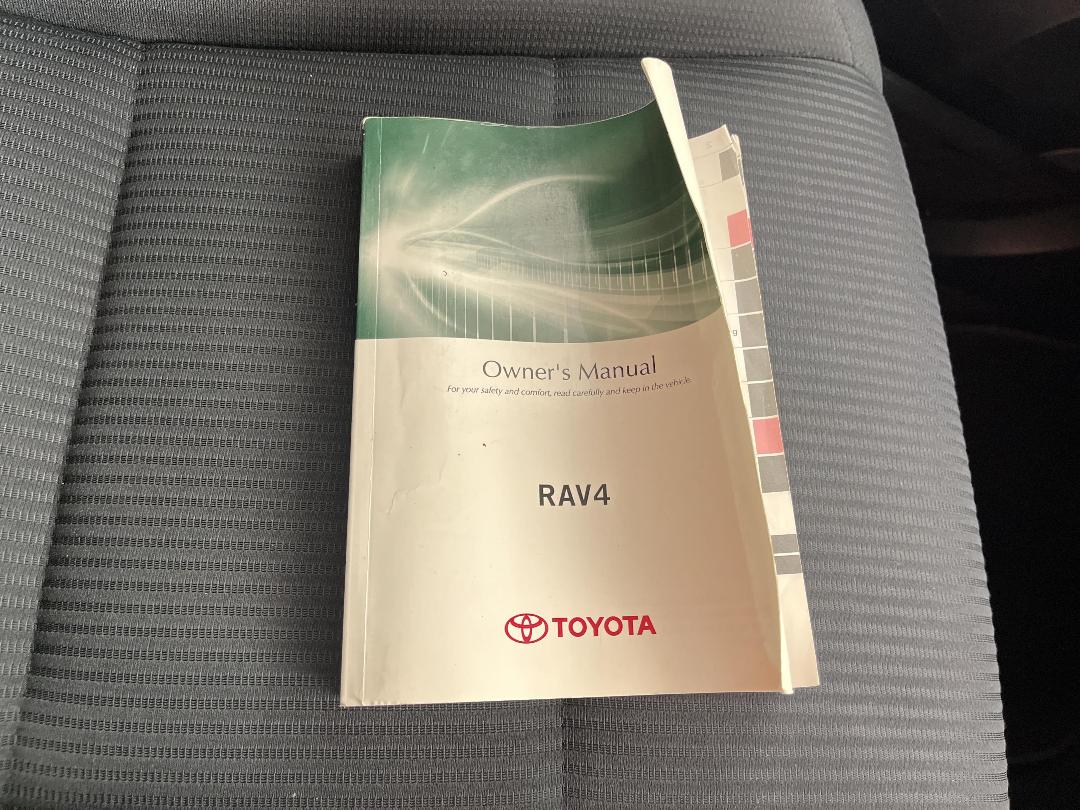 Owner's Manual
For your safety and comfort, read carefully and keep in the vehicle.
RAV4
TOYOTA